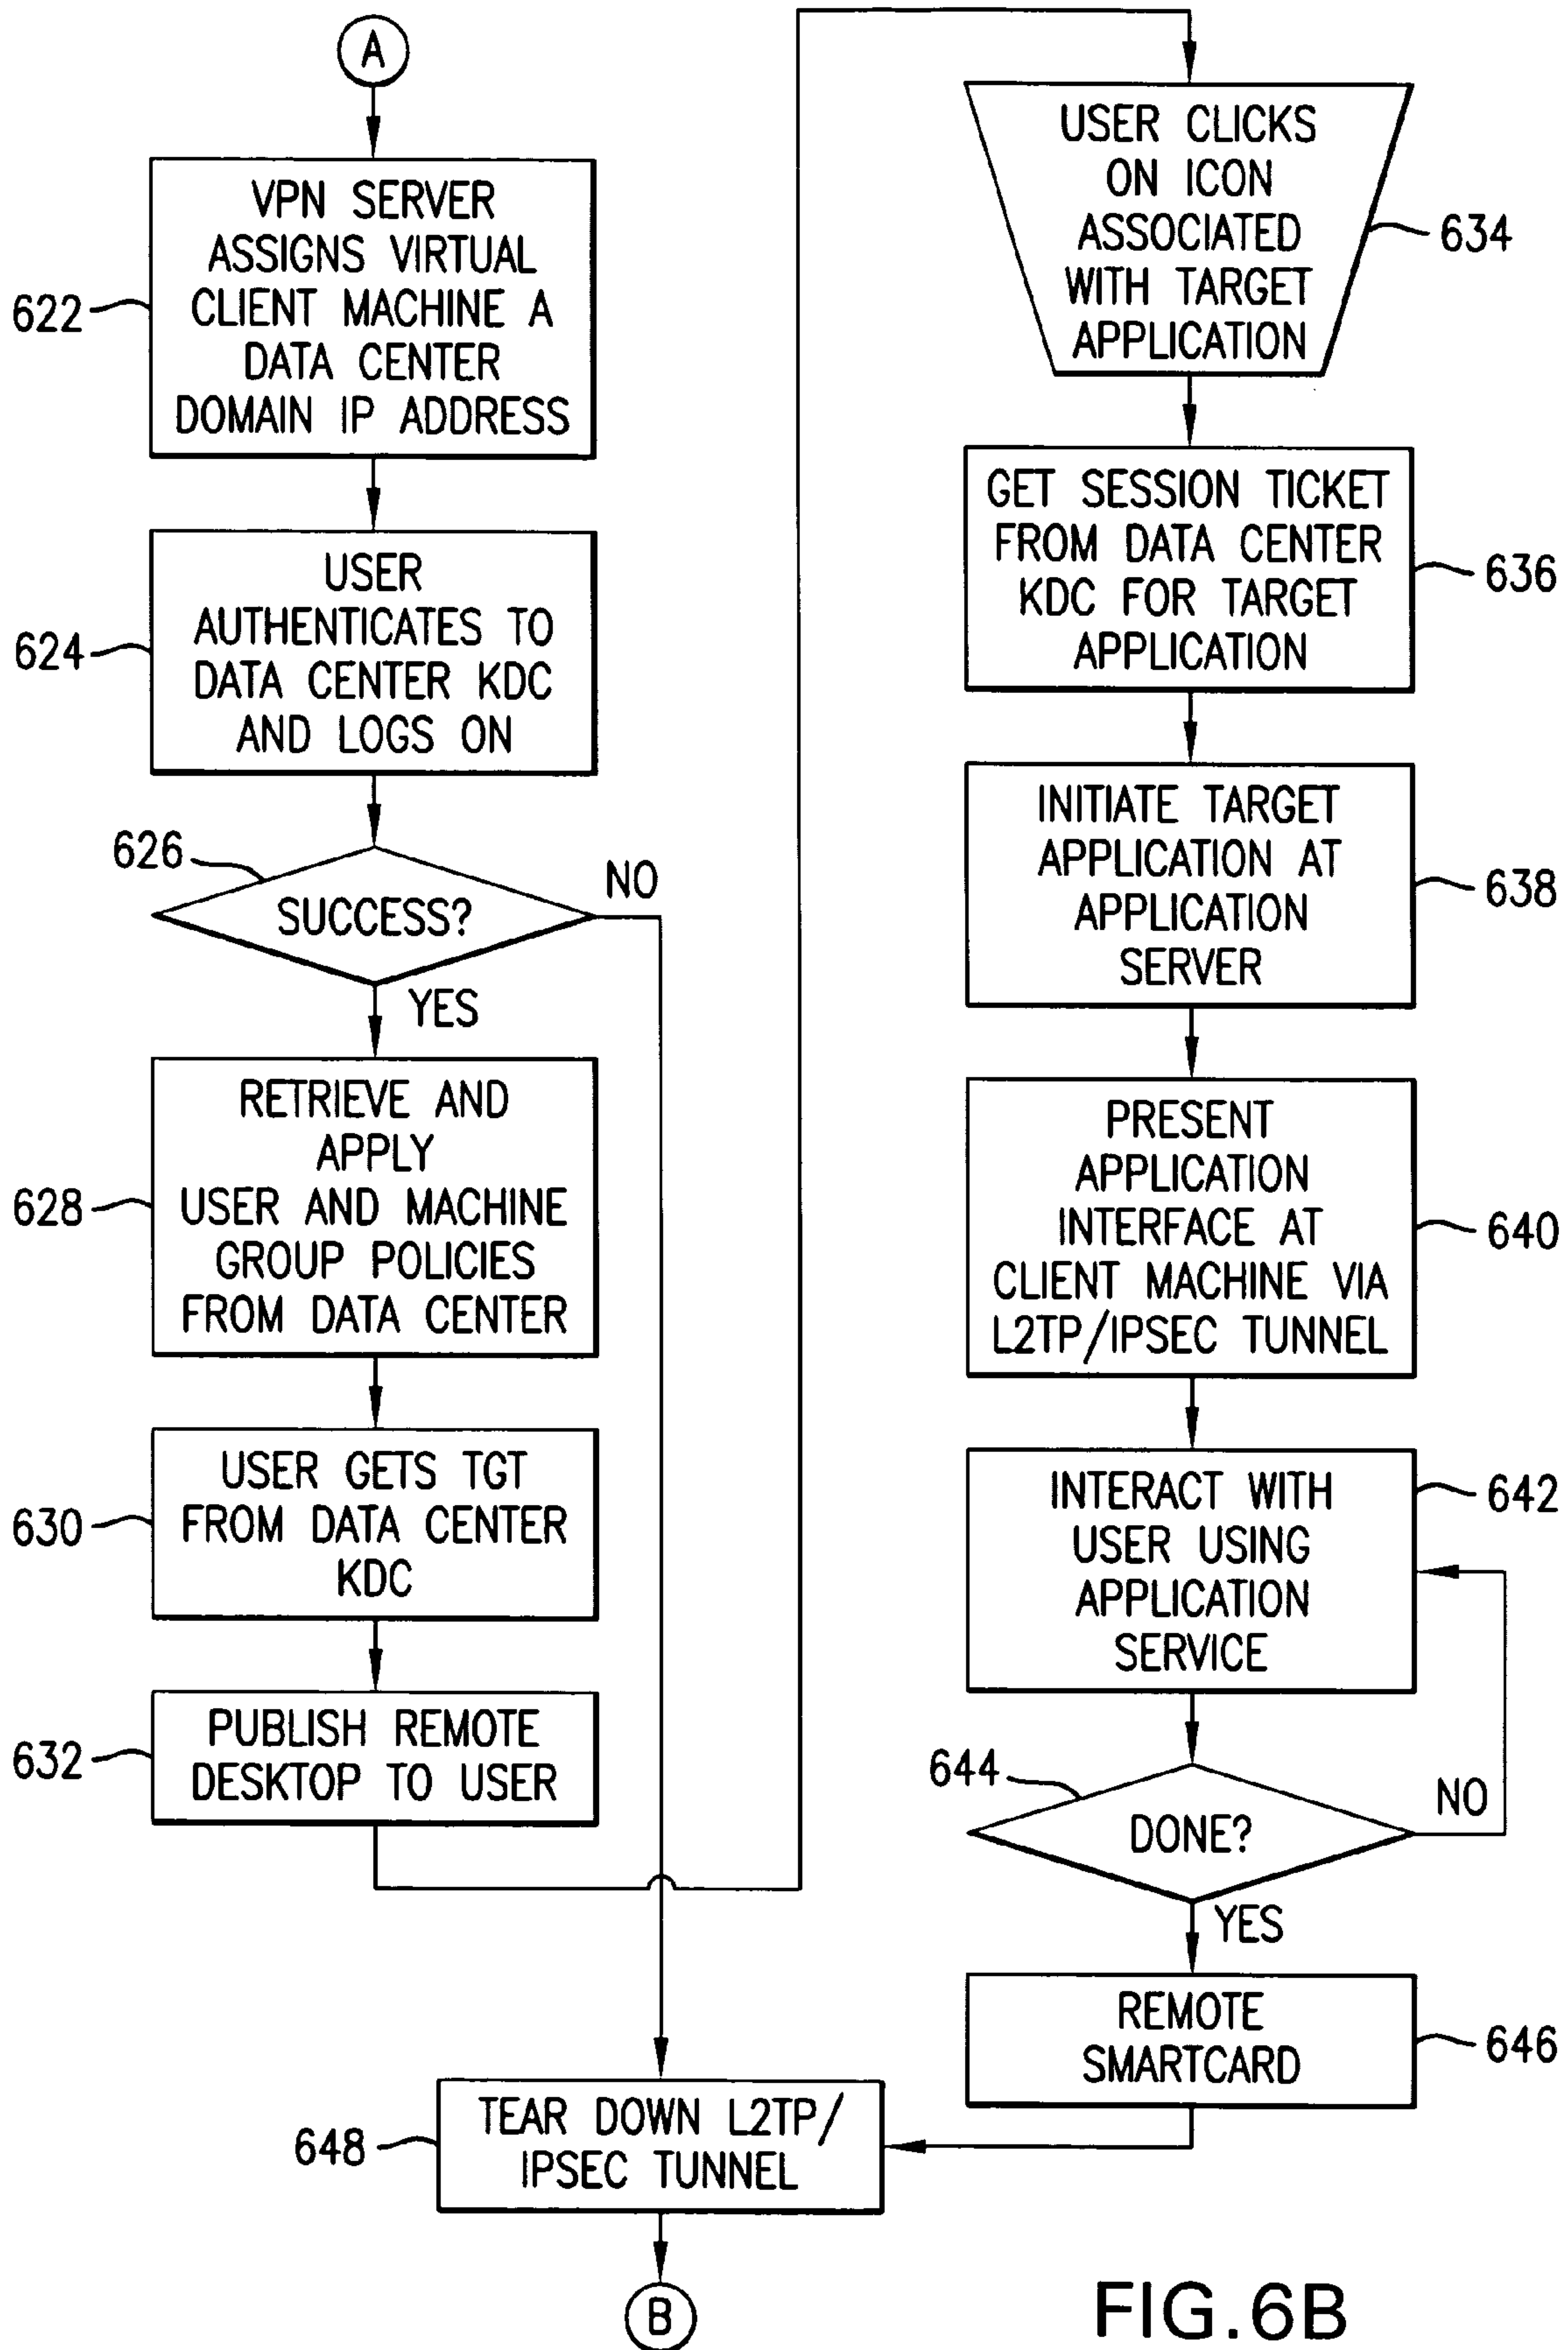 A
VPN SERVER
ASSIGNS VIRTUAL
CLIENT MACHINE A
DATA CENTER
DOMAIN IP ADDRESS
622
USER
AUTHENTICATES TO
DATA CENTER KDC
AND LOGS ON
624
626
SUCCESS?
NO
YES
RETRIEVE AND
APPLY
USER AND MACHINE
GROUP POLICIES
FROM DATA CENTER
628
USER GETS TGT
FROM DATA CENTER
KDC
630
PUBLISH REMOTE
DESKTOP TO USER
632
USER CLICKS
ON ICON
ASSOCIATED
WITH TARGET
APPLICATION
634
GET SESSION TICKET
FROM DATA CENTER
KDC FOR TARGET
APPLICATION
636
INITIATE TARGET
APPLICATION AT
APPLICATION
SERVER
638
PRESENT
APPLICATION
INTERFACE AT
CLIENT MACHINE VIA
L2TP/IPSEC TUNNEL
640
INTERACT WITH
USER USING
APPLICATION
SERVICE
642
644
DONE?
NO
YES
REMOTE
SMARTCARD
646
TEAR DOWN L2TP/
IPSEC TUNNEL
648
B
FIG.6B